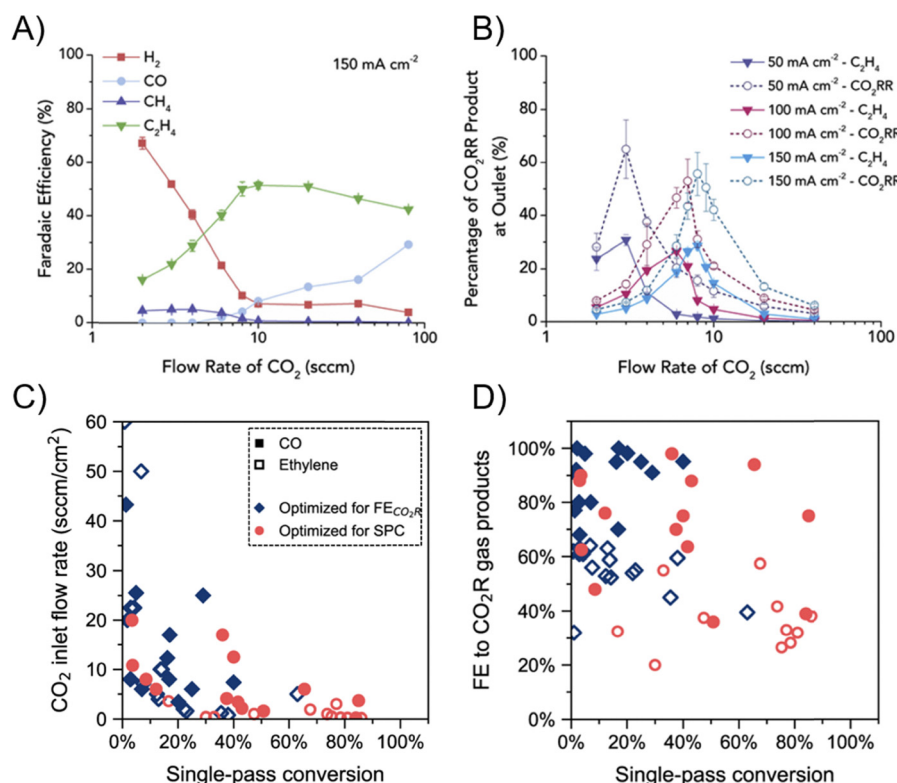 A)
150 mA cm⁻²
H₂
CO
CH₄
C₂H₄
Faradaic Efficiency (%)
100
80
60
40
20
0
1
10
100
Flow Rate of CO₂ (sccm)
B)
50 mA cm⁻² - C₂H₄
50 mA cm⁻² - CO₂RR
100 mA cm⁻² - C₂H₄
100 mA cm⁻² - CO₂RR
150 mA cm⁻² - C₂H₄
150 mA cm⁻² - CO₂RR
Percentage of CO₂RR Product
at Outlet (%)
100
80
60
40
20
0
1
10
100
Flow Rate of CO₂ (sccm)
C)
CO
Ethylene
Optimized for FE_CO₂R
Optimized for SPC
CO₂ inlet flow rate (sccm/cm²)
60
50
40
30
20
10
0
0%
20%
40%
60%
80%
100%
Single-pass conversion
D)
FE to CO₂R gas products
100%
80%
60%
40%
20%
0%
0%
20%
40%
60%
80%
100%
Single-pass conversion